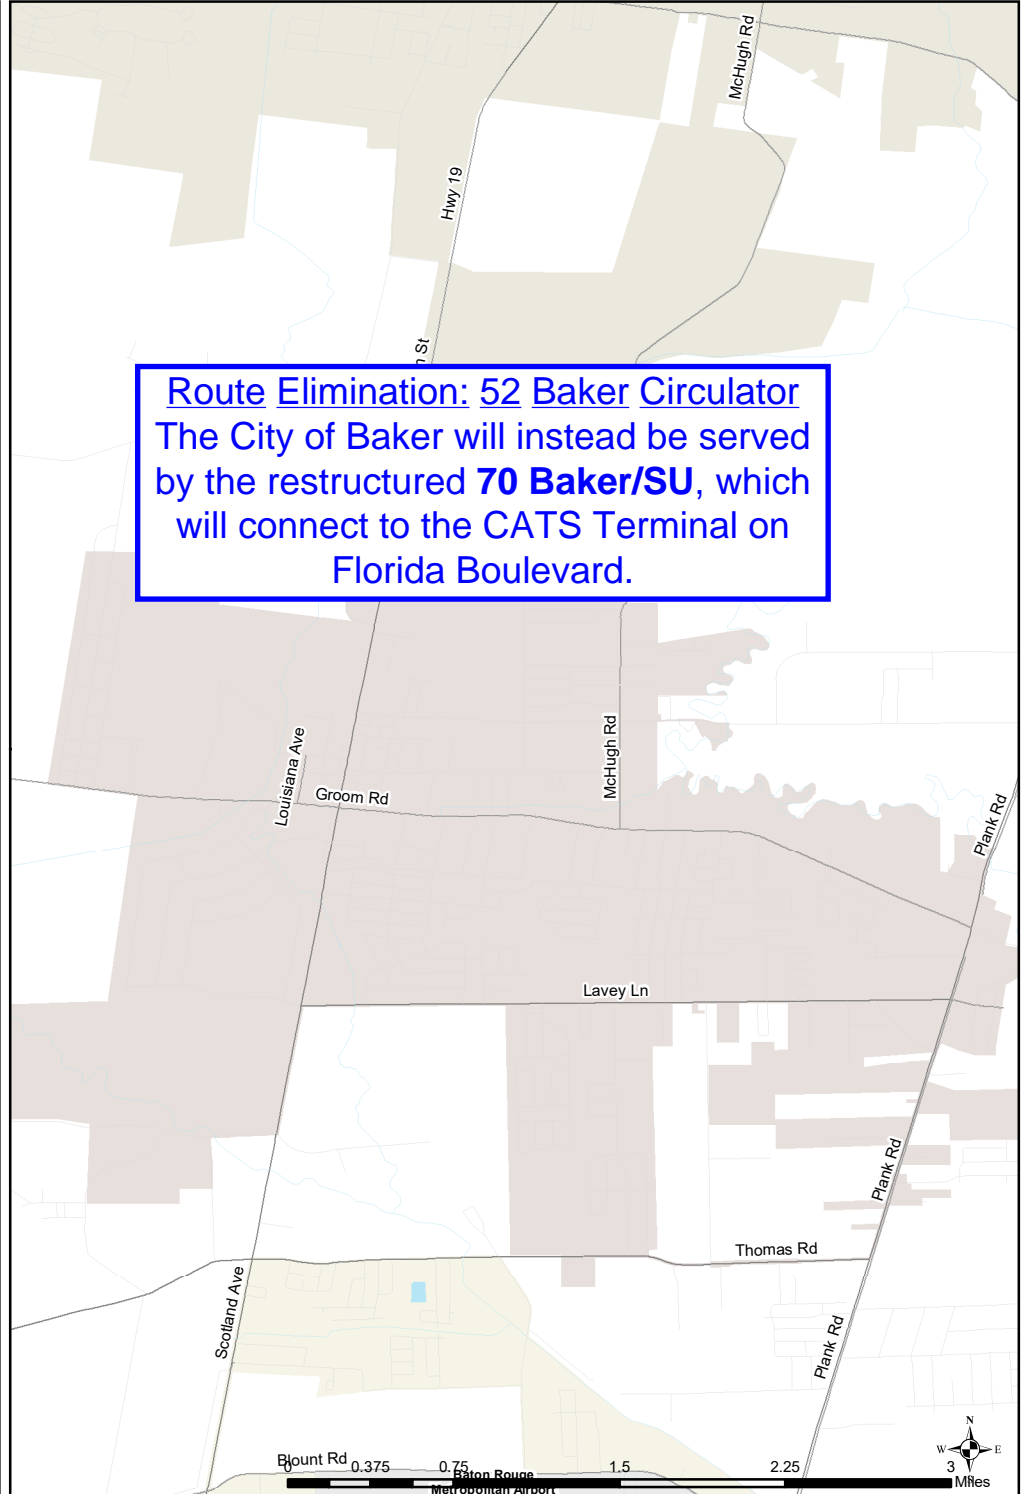 McHugh Rd
Hwy 19
n St
Route Elimination: 52 Baker Circulator
The City of Baker will instead be served
by the restructured 70 Baker/SU, which
will connect to the CATS Terminal on
Florida Boulevard.
Louisiana Ave
McHugh Rd
Groom Rd
Plank Rd
Lavey Ln
Plank Rd
Thomas Rd
Scotland Ave
Plank Rd
N
W E
S
Blount Rd
0 0.375 0.75 1.5 2.25 3
Miles
Baton Rouge
Metropolitan Airport